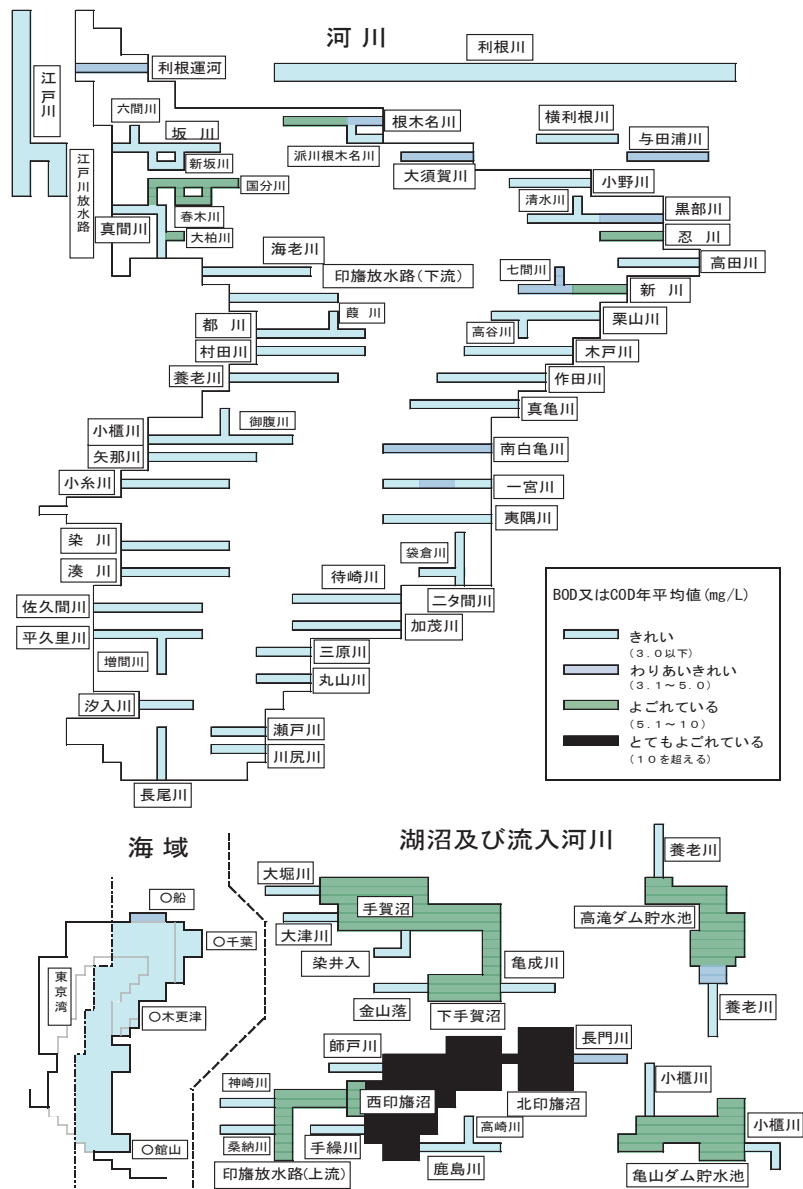 河川
利根川
江戸川
利根運河
六間川
坂川
根木名川
横利根川
与田浦川
江戸川放水路
新坂川
派川根木名川
大須賀川
国分川
小野川
清水川
春木川
真間川
黒部川
大柏川
忍川
海老川
七間川
高田川
印旛放水路(下流)
新川
葭川
都川
高谷川
栗山川
村田川
木戸川
養老川
作田川
真亀川
御腹川
小櫃川
矢那川
南白亀川
小糸川
一宮川
夷隅川
染川
袋倉川
湊川
待崎川
二タ間川
佐久間川
加茂川
平久里川
増間川
三原川
丸山川
汐入川
瀬戸川
川尻川
長尾川
BOD又はCOD年平均値(mg/L)
きれい
(3.0以下)
わりあいきれい
(3.1～5.0)
よごれている
(5.1～10)
とてもよごれている
(10を超える)
海域
○船
○千葉
東京湾
○木更津
○館山
湖沼及び流入河川
大堀川
手賀沼
大津川
染井入
亀成川
金山落
下手賀沼
養老川
高滝ダム貯水池
養老川
師戸川
長門川
神崎川
西印旛沼
北印旛沼
桑納川
手繰川
高崎川
印旛放水路(上流)
鹿島川
小櫃川
小櫃川
亀山ダム貯水池